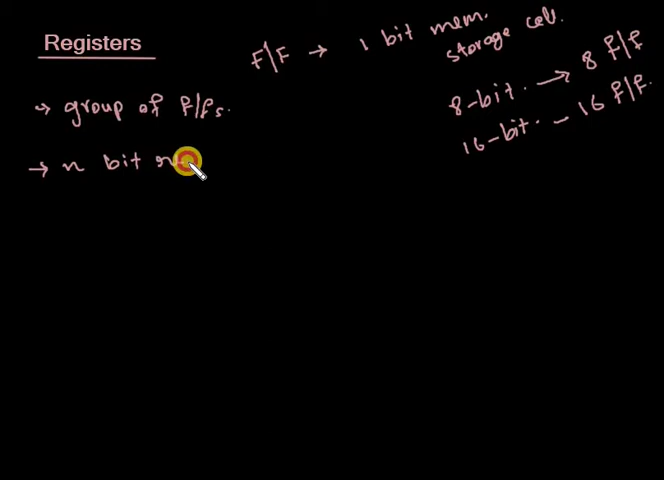 Registers
F/F → 1 bit mem.
storage cell.
8-bit. → 8 f/f
16-bit. - 16 f/f.
→ group of f/fs.
→ n bit